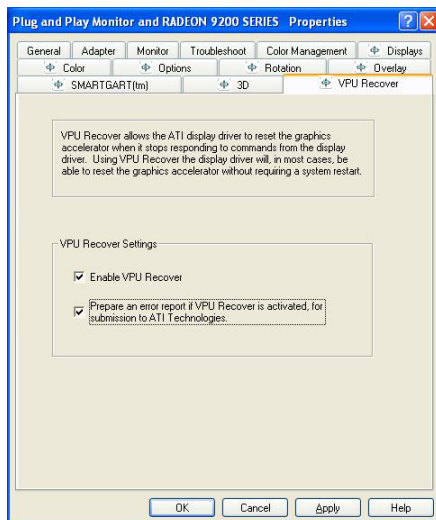 Plug and Play Monitor and RADEON 9200 SERIES Properties
General Adapter Monitor Troubleshoot Color Management Displays
Color Options Rotation Overlay
SMARTGART(tm) 3D VPU Recover
VPU Recover allows the ATI display driver to reset the graphics
accelerator when it stops responding to commands from the display
driver. Using VPU Recover the display driver will, in most cases, be
able to reset the graphics accelerator without requiring a system restart.
VPU Recover Settings
Enable VPU Recover
Prepare an error report if VPU Recover is activated, for
submission to ATI Technologies.
OK Cancel Apply Help